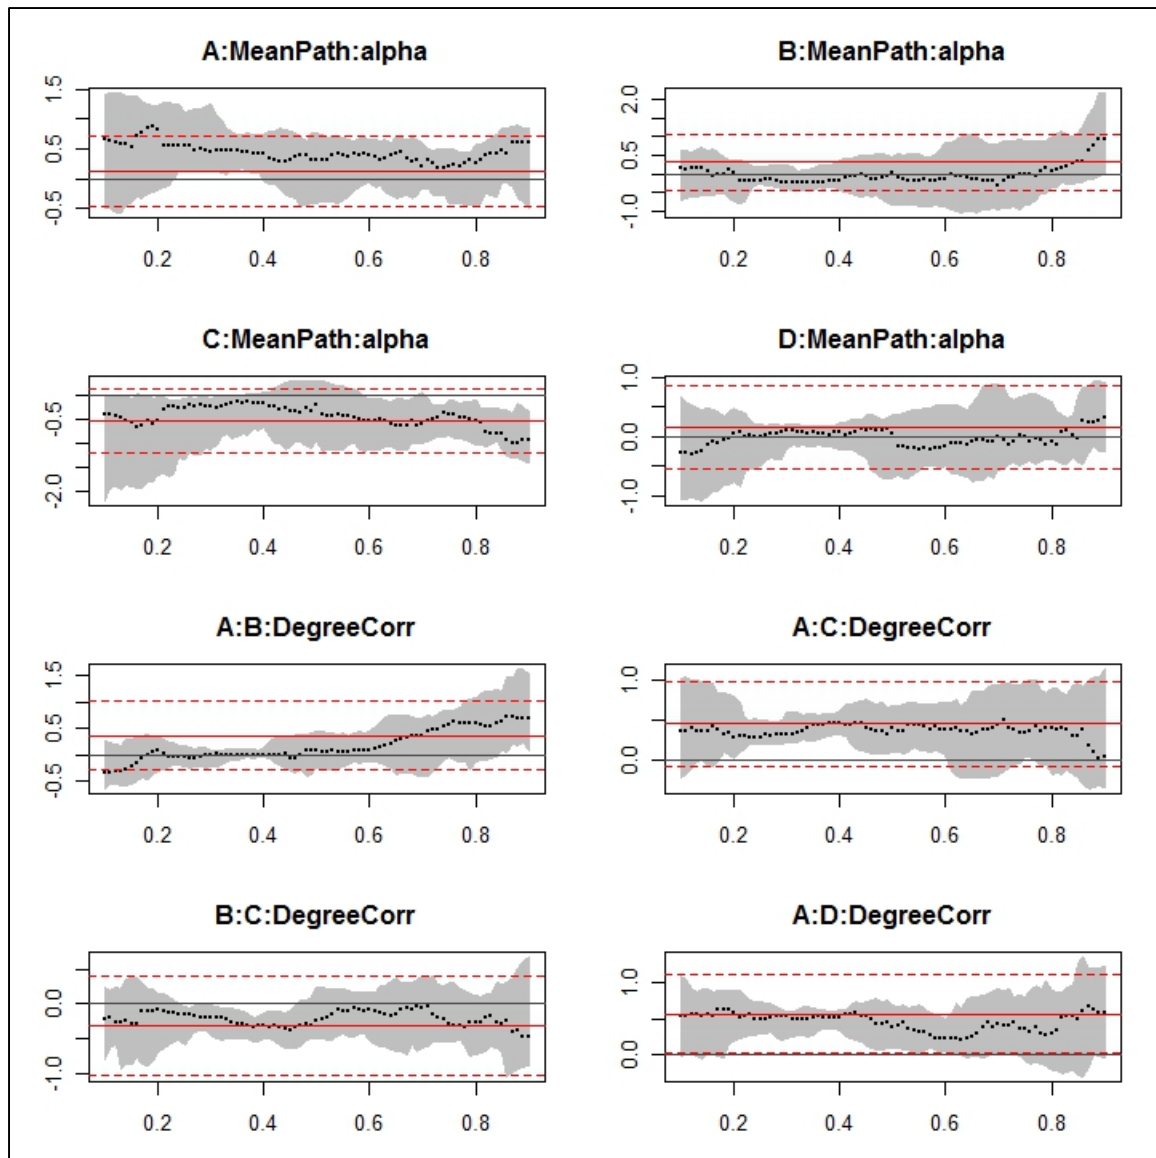 A:MeanPath:alpha
1.5
0.5
-0.5
0.2 0.4 0.6 0.8
B:MeanPath:alpha
2.0
0.5
-1.0
0.2 0.4 0.6 0.8
C:MeanPath:alpha
-0.5
-2.0
0.2 0.4 0.6 0.8
D:MeanPath:alpha
1.0
0.0
-1.0
0.2 0.4 0.6 0.8
A:B:DegreeCorr
1.5
0.5
-0.5
0.2 0.4 0.6 0.8
A:C:DegreeCorr
1.0
0.0
0.2 0.4 0.6 0.8
B:C:DegreeCorr
0.0
-1.0
0.2 0.4 0.6 0.8
A:D:DegreeCorr
1.0
0.0
0.2 0.4 0.6 0.8